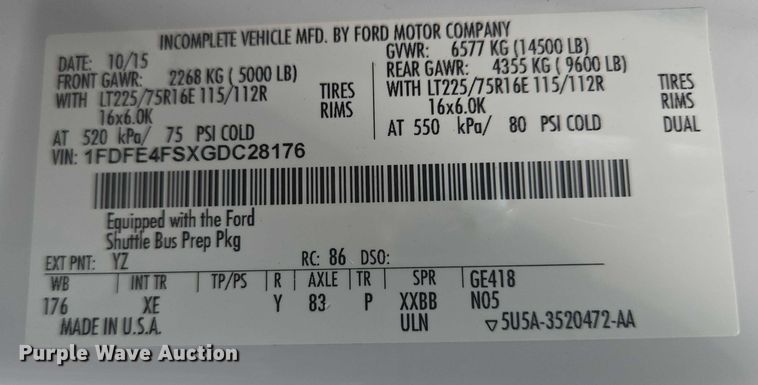 INCOMPLETE VEHICLE MFD. BY FORD MOTOR COMPANY
DATE: 10/15 GVWR: 6577 KG (14500 LB)
FRONT GAWR: 2268 KG ( 5000 LB) REAR GAWR: 4355 KG ( 9600 LB)
WITH LT225/75R16E 115/112R TIRES WITH LT225/75R16E 115/112R TIRES
16x6.0K RIMS 16x6.0K RIMS
AT 520 kPa/ 75 PSI COLD AT 550 kPa/ 80 PSI COLD DUAL
VIN: 1FDFE4FSXGDC28176
Equipped with the Ford
Shuttle Bus Prep Pkg
EXT PNT: YZ RC: 86 DSO:
WB INT TR TP/PS R AXLE TR SPR GE418
176 XE Y 83 P XXBB N05
MADE IN U.S.A. ULN ▽5U5A-3520472-AA
Purple Wave Auction